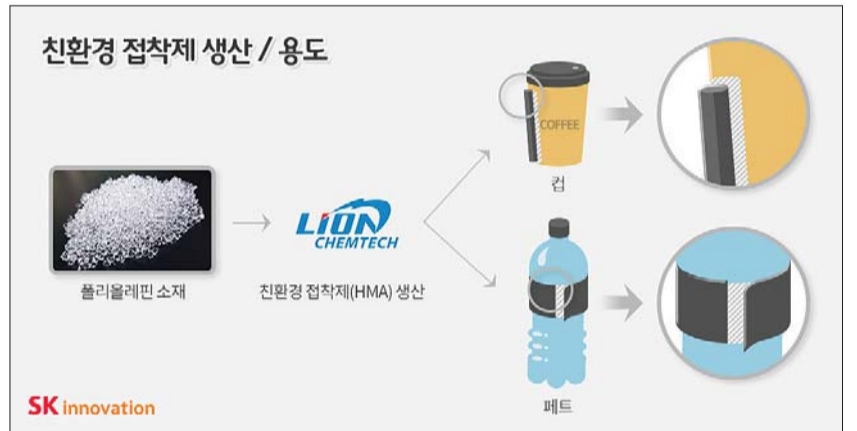 친환경 접착제 생산 / 용도
COFFEE
컵
LION
CHEMTECH
폴리올레핀 소재
친환경 접착제(HMA) 생산
페트
SK innovation